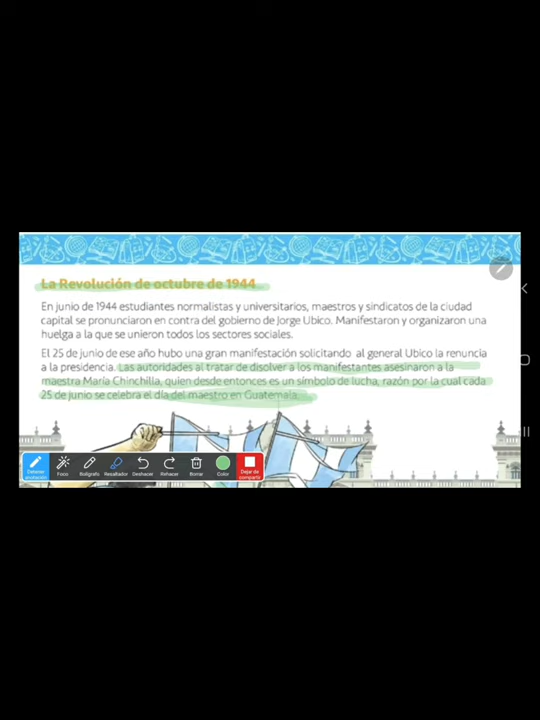 La Revolución de octubre de 1944
En junio de 1944 estudiantes normalistas y universitarios, maestros y sindicatos de la ciudad
capital se pronunciaron en contra del gobierno de Jorge Ubico. Manifestaron y organizaron una
huelga a la que se unieron todos los sectores sociales.
El 25 de junio de ese año hubo una gran manifestación solicitando al general Ubico la renuncia
a la presidencia. Las autoridades al tratar de disolver a los manifestantes asesinaron a la
maestra María Chinchilla, quien desde entonces es un símbolo de lucha, razón por la cual cada
25 de junio se celebra el día del maestro en Guatemala.
Detener anotación
Foco
Bolígrafo
Resaltador
Deshacer
Rehacer
Borrar
Color
Dejar de compartir